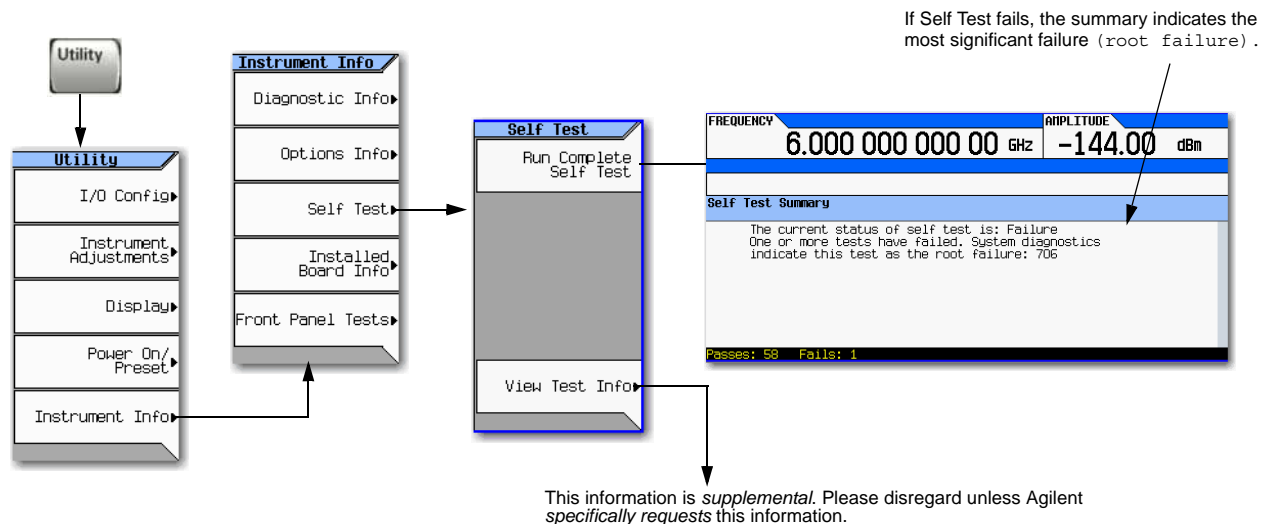 If Self Test fails, the summary indicates the
most significant failure (root failure).
Utility
Utility
I/O Config
Instrument
Adjustments
Display
Power On/
Preset
Instrument Info
Instrument Info
Diagnostic Info
Options Info
Self Test
Installed
Board Info
Front Panel Tests
Self Test
Run Complete
Self Test
View Test Info
FREQUENCY
6.000 000 000 00 GHz
AMPLITUDE
-144.00 dBm
Self Test Summary
The current status of self test is: Failure
One or more tests have failed. System diagnostics
indicate this test as the root failure: 706
Passes: 58 Fails: 1
This information is supplemental. Please disregard unless Agilent
specifically requests this information.